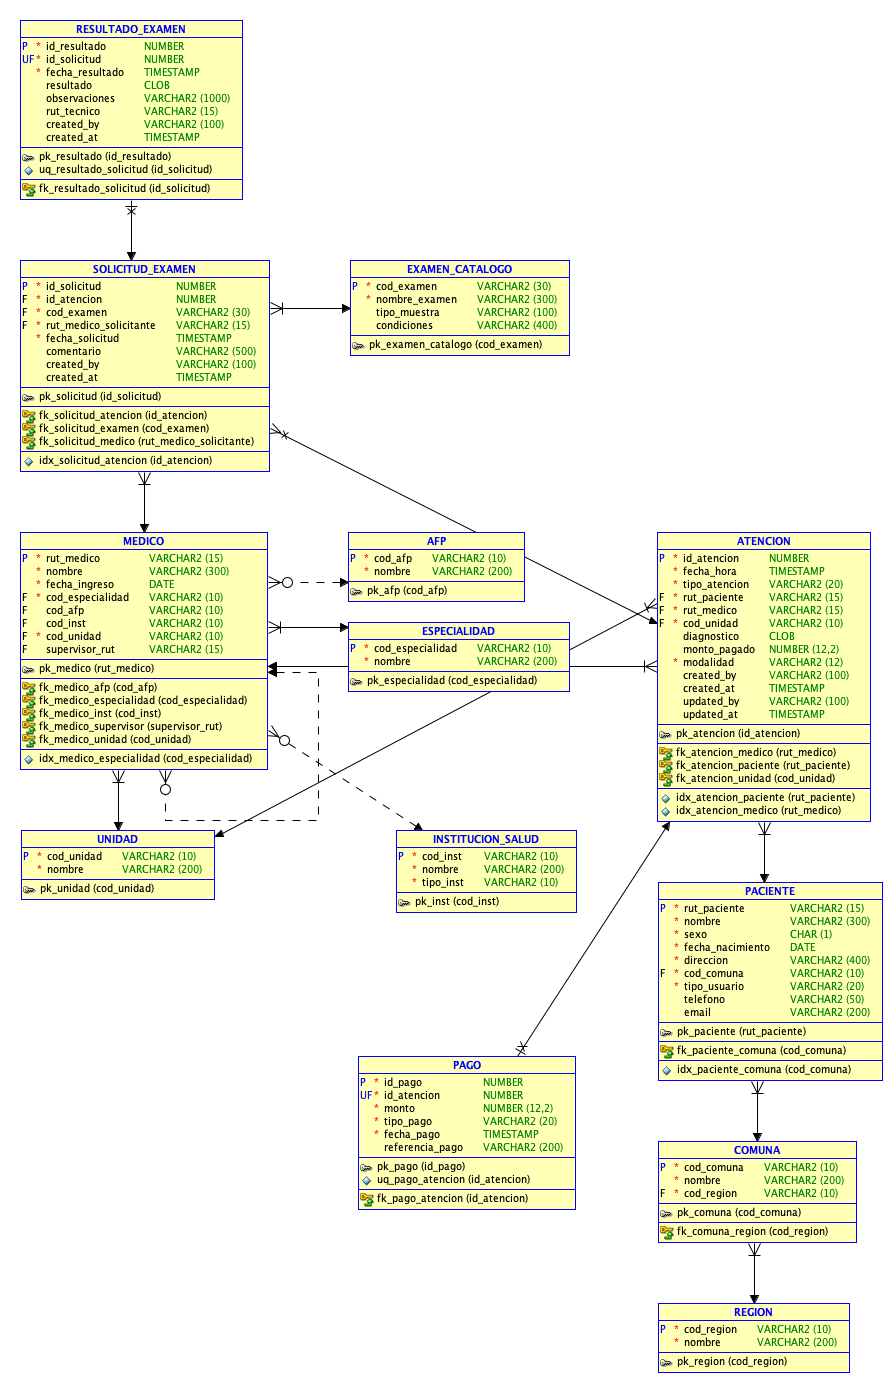 RESULTADO_EXAMEN
P * id_resultado NUMBER
UF * id_solicitud NUMBER
* fecha_resultado TIMESTAMP
resultado CLOB
observaciones VARCHAR2 (1000)
rut_tecnico VARCHAR2 (15)
created_by VARCHAR2 (100)
created_at TIMESTAMP
pk_resultado (id_resultado)
uq_resultado_solicitud (id_solicitud)
fk_resultado_solicitud (id_solicitud)
SOLICITUD_EXAMEN
P * id_solicitud NUMBER
F * id_atencion NUMBER
F * cod_examen VARCHAR2 (30)
F * rut_medico_solicitante VARCHAR2 (15)
* fecha_solicitud TIMESTAMP
comentario VARCHAR2 (500)
created_by VARCHAR2 (100)
created_at TIMESTAMP
pk_solicitud (id_solicitud)
fk_solicitud_atencion (id_atencion)
fk_solicitud_examen (cod_examen)
fk_solicitud_medico (rut_medico_solicitante)
idx_solicitud_atencion (id_atencion)
EXAMEN_CATALOGO
P * cod_examen VARCHAR2 (30)
* nombre_examen VARCHAR2 (300)
tipo_muestra VARCHAR2 (100)
condiciones VARCHAR2 (400)
pk_examen_catalogo (cod_examen)
MEDICO
P * rut_medico VARCHAR2 (15)
* nombre VARCHAR2 (300)
* fecha_ingreso DATE
F * cod_especialidad VARCHAR2 (10)
F cod_afp VARCHAR2 (10)
F cod_inst VARCHAR2 (10)
F * cod_unidad VARCHAR2 (10)
F supervisor_rut VARCHAR2 (15)
pk_medico (rut_medico)
fk_medico_afp (cod_afp)
fk_medico_especialidad (cod_especialidad)
fk_medico_inst (cod_inst)
fk_medico_supervisor (supervisor_rut)
fk_medico_unidad (cod_unidad)
idx_medico_especialidad (cod_especialidad)
AFP
P * cod_afp VARCHAR2 (10)
* nombre VARCHAR2 (200)
pk_afp (cod_afp)
ESPECIALIDAD
P * cod_especialidad VARCHAR2 (10)
* nombre VARCHAR2 (200)
pk_especialidad (cod_especialidad)
ATENCION
P * id_atencion NUMBER
* fecha_hora TIMESTAMP
* tipo_atencion VARCHAR2 (20)
F * rut_paciente VARCHAR2 (15)
F * rut_medico VARCHAR2 (15)
F * cod_unidad VARCHAR2 (10)
diagnostico CLOB
monto_pagado NUMBER (12,2)
* modalidad VARCHAR2 (12)
created_by VARCHAR2 (100)
created_at TIMESTAMP
updated_by VARCHAR2 (100)
updated_at TIMESTAMP
pk_atencion (id_atencion)
fk_atencion_medico (rut_medico)
fk_atencion_paciente (rut_paciente)
fk_atencion_unidad (cod_unidad)
idx_atencion_paciente (rut_paciente)
idx_atencion_medico (rut_medico)
UNIDAD
P * cod_unidad VARCHAR2 (10)
* nombre VARCHAR2 (200)
pk_unidad (cod_unidad)
INSTITUCION_SALUD
P * cod_inst VARCHAR2 (10)
* nombre VARCHAR2 (200)
* tipo_inst VARCHAR2 (10)
pk_inst (cod_inst)
PACIENTE
P * rut_paciente VARCHAR2 (15)
* nombre VARCHAR2 (300)
* sexo CHAR (1)
* fecha_nacimiento DATE
* direccion VARCHAR2 (400)
F * cod_comuna VARCHAR2 (10)
* tipo_usuario VARCHAR2 (20)
telefono VARCHAR2 (50)
email VARCHAR2 (200)
pk_paciente (rut_paciente)
fk_paciente_comuna (cod_comuna)
idx_paciente_comuna (cod_comuna)
PAGO
P * id_pago NUMBER
UF * id_atencion NUMBER
* monto NUMBER (12,2)
* tipo_pago VARCHAR2 (20)
* fecha_pago TIMESTAMP
referencia_pago VARCHAR2 (200)
pk_pago (id_pago)
uq_pago_atencion (id_atencion)
fk_pago_atencion (id_atencion)
COMUNA
P * cod_comuna VARCHAR2 (10)
* nombre VARCHAR2 (200)
F * cod_region VARCHAR2 (10)
pk_comuna (cod_comuna)
fk_comuna_region (cod_region)
REGION
P * cod_region VARCHAR2 (10)
* nombre VARCHAR2 (200)
pk_region (cod_region)